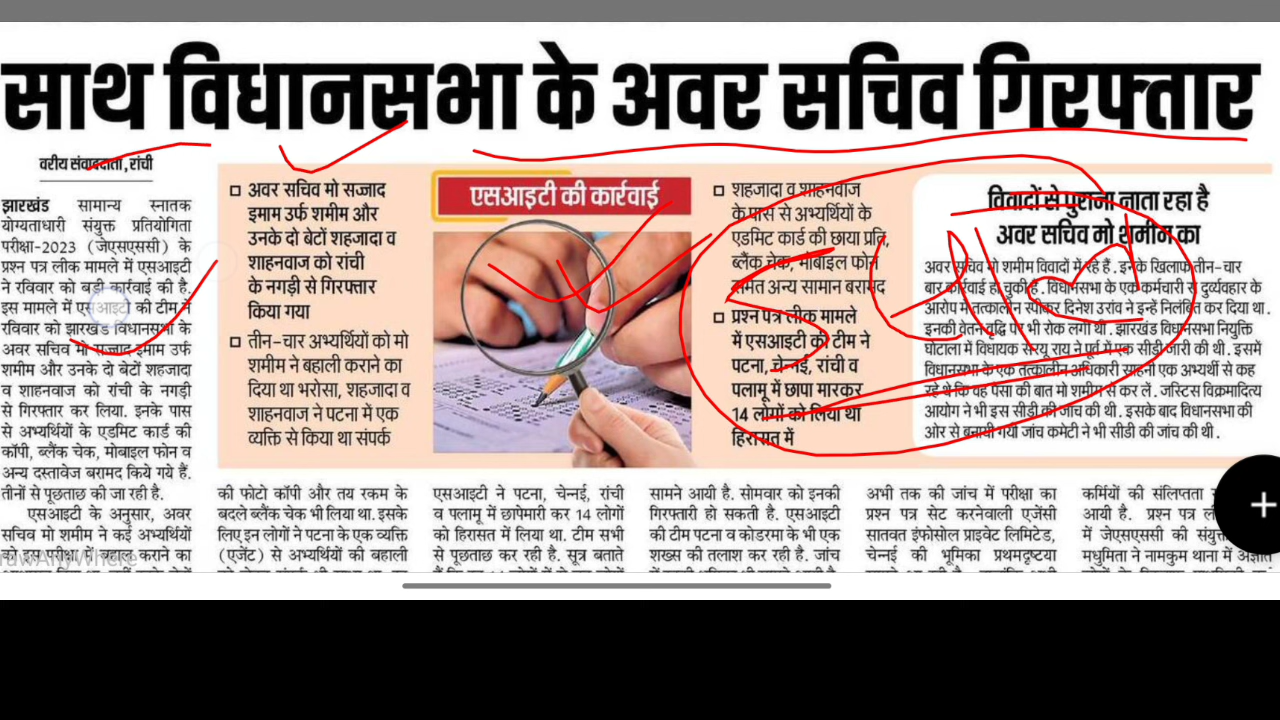 साथ विधानसभा के अवर सचिव गिरफ्तार
वरीय संवाददाता, रांची
झारखंड सामान्य स्नातक
योग्यताधारी संयुक्त प्रतियोगिता
परीक्षा-2023 (जेएसएससी) के
प्रश्न पत्र लीक मामले में एसआइटी
ने रविवार को बड़ी कार्रवाई की है.
इस मामले में एसआइटी की टीम ने
रविवार को झारखंड विधानसभा के
अवर सचिव मो सज्जाद इमाम उर्फ
शमीम और उनके दो बेटों शहजादा
व शाहनवाज को रांची के नगड़ी
से गिरफ्तार कर लिया. इनके पास
से अभ्यर्थियों के एडमिट कार्ड की
कॉपी, ब्लैंक चेक, मोबाइल फोन व
अन्य दस्तावेज बरामद किये गये हैं.
तीनों से पूछताछ की जा रही है.
एसआइटी के अनुसार, अवर
सचिव मो शमीम ने कई अभ्यर्थियों
को इस परीक्षा में बहाल कराने का
अवर सचिव मो सज्जाद
इमाम उर्फ शमीम और
उनके दो बेटों शहजादा व
शाहनवाज को रांची
के नगड़ी से गिरफ्तार
किया गया
तीन-चार अभ्यर्थियों को मो
शमीम ने बहाली कराने का
दिया था भरोसा, शहजादा व
शाहनवाज ने पटना में एक
व्यक्ति से किया था संपर्क
एसआइटी की कार्रवाई
शहजादा व शाहनवाज
के पास से अभ्यर्थियों के
एडमिट कार्ड की छाया प्रति,
ब्लैंक चेक, मोबाइल फोन
समेत अन्य सामान बरामद
प्रश्न पत्र लीक मामले
में एसआइटी की टीम ने
पटना, चेन्नई, रांची व
पलामू में छापा मारकर
14 लोगों को लिया था
हिरासत में
विवादों से पुराना नाता रहा है
अवर सचिव मो शमीम का
अवर सचिव मो शमीम विवादों में रहे हैं. इनके खिलाफ तीन-चार
बार कार्रवाई हो चुकी है. विधानसभा के एक कर्मचारी से दुर्व्यवहार के
आरोप में तत्कालीन स्पीकर दिनेश उरांव ने इन्हें निलंबित कर दिया था.
इनकी वेतन वृद्धि पर भी रोक लगी थी. झारखंड विधानसभा नियुक्ति
घोटाला में विधायक सरयू राय ने पूर्व में एक सीडी जारी की थी. इसमें
विधानसभा के एक तत्कालीन अधिकारी साहनी एक अभ्यर्थी से कह
रहे थे कि वह पैसा की बात मो शमीम से कर लें. जस्टिस विक्रमादित्य
आयोग ने भी इस सीडी की जांच की थी. इसके बाद विधानसभा की
ओर से बनायी गयी जांच कमेटी ने भी सीडी की जांच की थी.
की फोटो कॉपी और तय रकम के
बदले ब्लैंक चेक भी लिया था. इसके
लिए इन लोगों ने पटना के एक व्यक्ति
(एजेंट) से अभ्यर्थियों की बहाली
एसआइटी ने पटना, चेन्नई, रांची
व पलामू में छापेमारी कर 14 लोगों
को हिरासत में लिया था. टीम सभी
से पूछताछ कर रही है. सूत्र बताते
सामने आयी है. सोमवार को इनकी
गिरफ्तारी हो सकती है. एसआइटी
की टीम पटना व कोडरमा के भी एक
शख्स की तलाश कर रही है. जांच
अभी तक की जांच में परीक्षा का
प्रश्न पत्र सेट करनेवाली एजेंसी
सातवत इंफोसोल प्राइवेट लिमिटेड,
चेन्नई की भूमिका प्रथमदृष्टया
कर्मियों की संलिप्तता
आयी है. प्रश्न पत्र
में जेएसएससी की
मधुमिता ने नामकुम थाना में अज्ञात